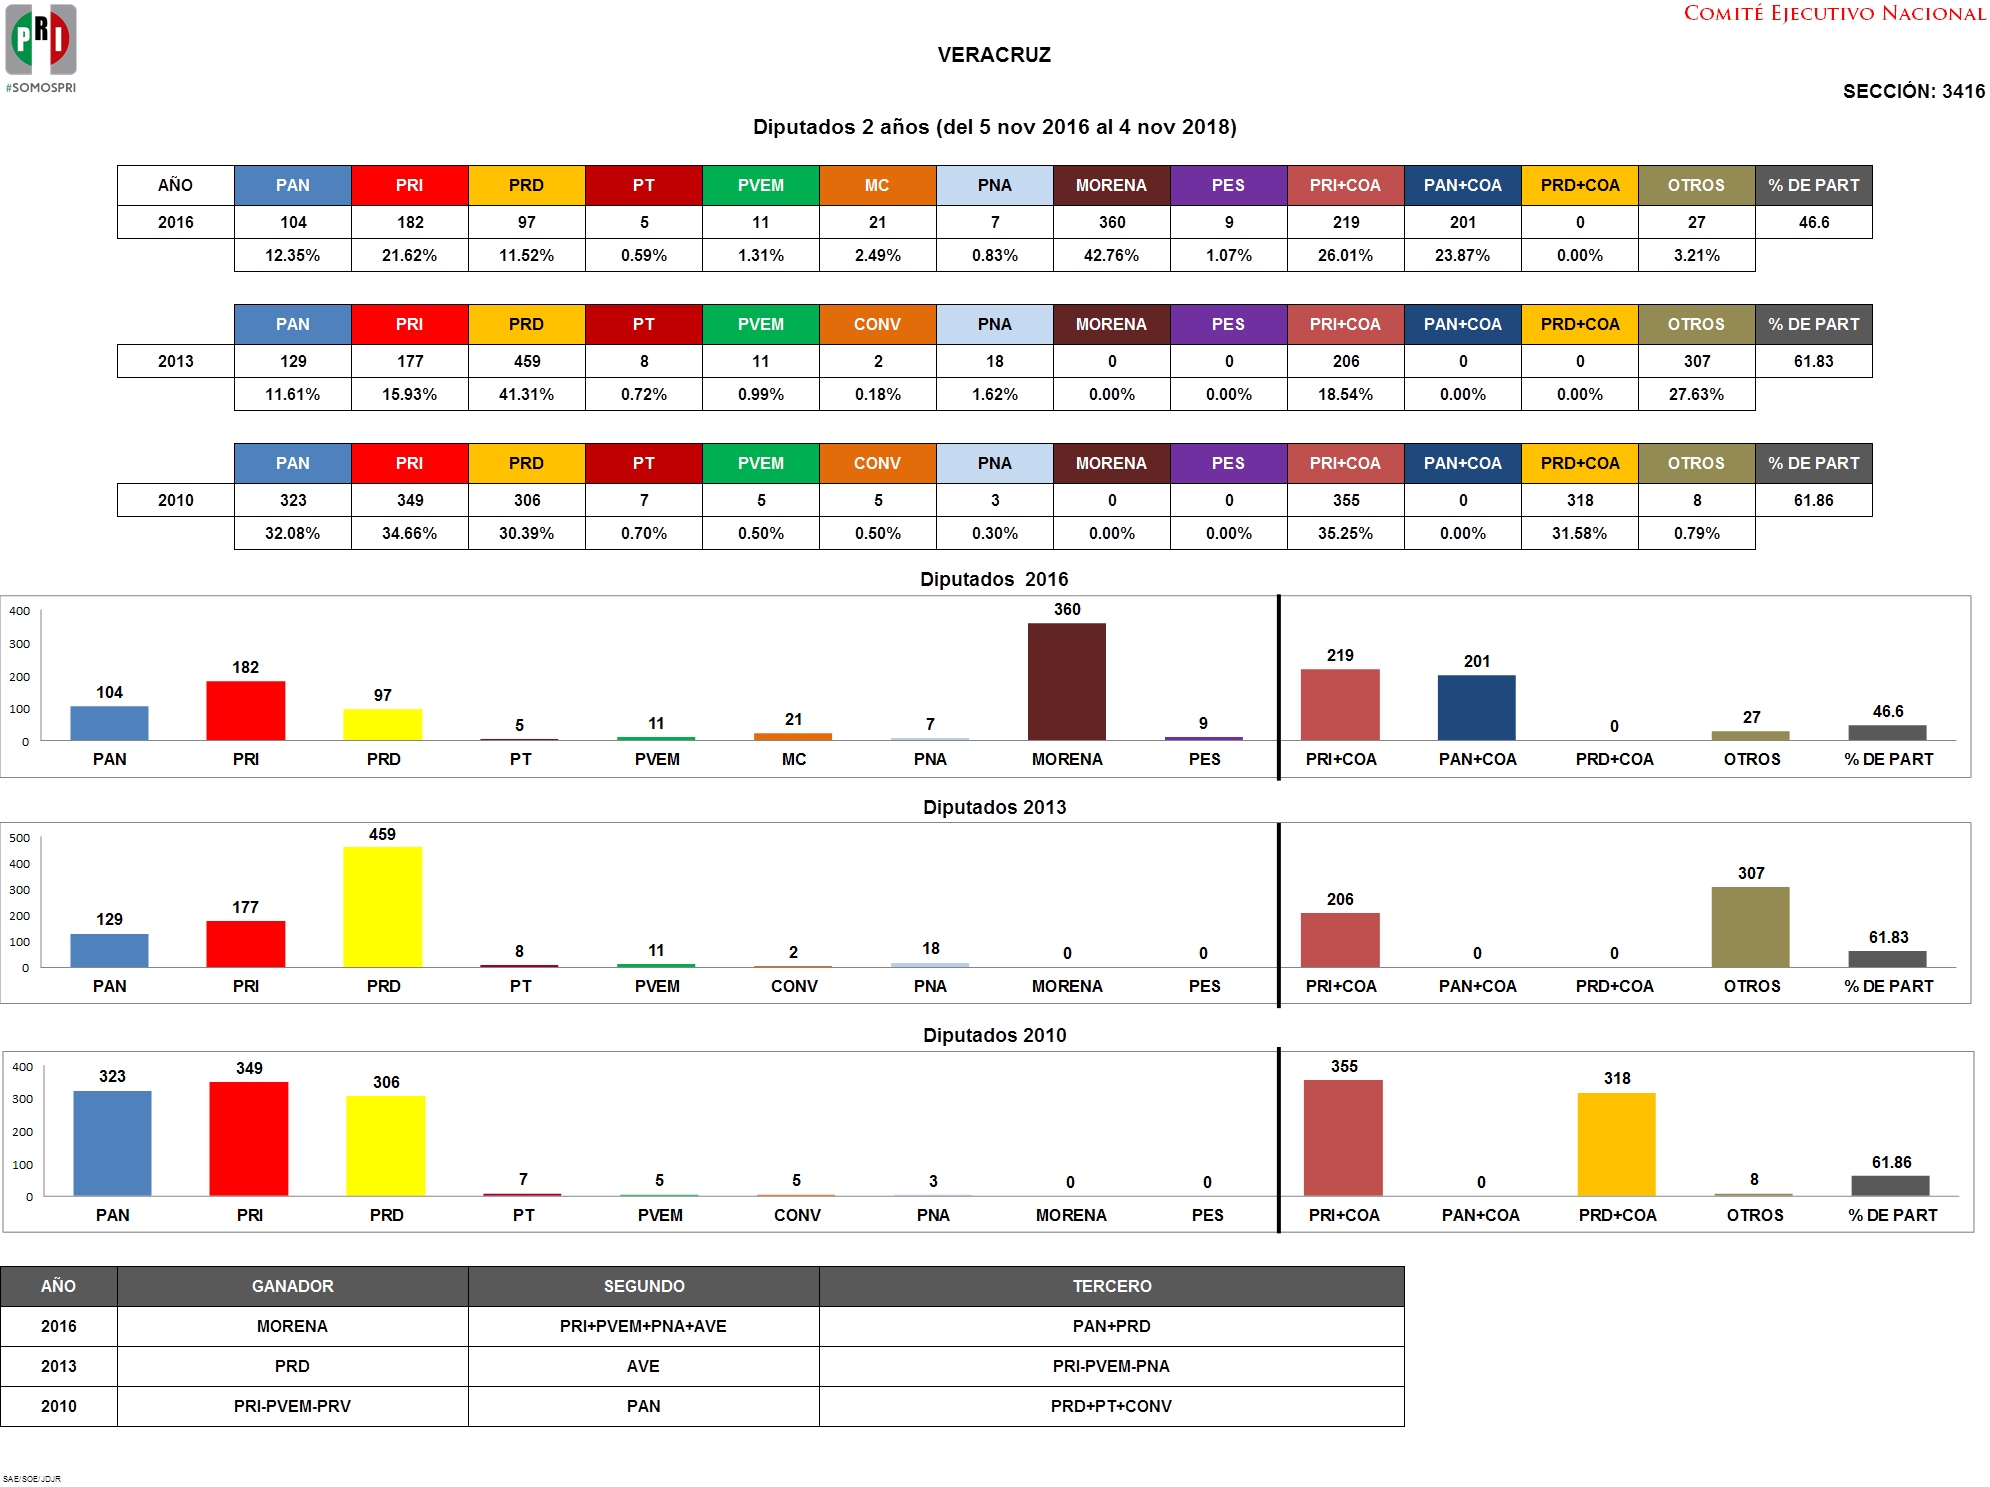 PRI
#SOMOSPRI
COMITÉ EJECUTIVO NACIONAL
VERACRUZ
SECCIÓN: 3416
Diputados 2 años (del 5 nov 2016 al 4 nov 2018)
AÑO PAN PRI PRD PT PVEM MC PNA MORENA PES PRI+COA PAN+COA PRD+COA OTROS % DE PART
2016 104 182 97 5 11 21 7 360 9 219 201 0 27 46.6
12.35% 21.62% 11.52% 0.59% 1.31% 2.49% 0.83% 42.76% 1.07% 26.01% 23.87% 0.00% 3.21%
PAN PRI PRD PT PVEM CONV PNA MORENA PES PRI+COA PAN+COA PRD+COA OTROS % DE PART
2013 129 177 459 8 11 2 18 0 0 206 0 0 307 61.83
11.61% 15.93% 41.31% 0.72% 0.99% 0.18% 1.62% 0.00% 0.00% 18.54% 0.00% 0.00% 27.63%
PAN PRI PRD PT PVEM CONV PNA MORENA PES PRI+COA PAN+COA PRD+COA OTROS % DE PART
2010 323 349 306 7 5 5 3 0 0 355 0 318 8 61.86
32.08% 34.66% 30.39% 0.70% 0.50% 0.50% 0.30% 0.00% 0.00% 35.25% 0.00% 31.58% 0.79%
Diputados 2016
400
300
200
100
0
104 182 97 5 11 21 7 360 9 219 201 0 27 46.6
PAN PRI PRD PT PVEM MC PNA MORENA PES PRI+COA PAN+COA PRD+COA OTROS % DE PART
Diputados 2013
500
400
300
200
100
0
129 177 459 8 11 2 18 0 0 206 0 0 307 61.83
PAN PRI PRD PT PVEM CONV PNA MORENA PES PRI+COA PAN+COA PRD+COA OTROS % DE PART
Diputados 2010
400
300
200
100
0
323 349 306 7 5 5 3 0 0 355 0 318 8 61.86
PAN PRI PRD PT PVEM CONV PNA MORENA PES PRI+COA PAN+COA PRD+COA OTROS % DE PART
AÑO GANADOR SEGUNDO TERCERO
2016 MORENA PRI+PVEM+PNA+AVE PAN+PRD
2013 PRD AVE PRI-PVEM-PNA
2010 PRI-PVEM-PRV PAN PRD+PT+CONV
SAE/SOE/JDJR